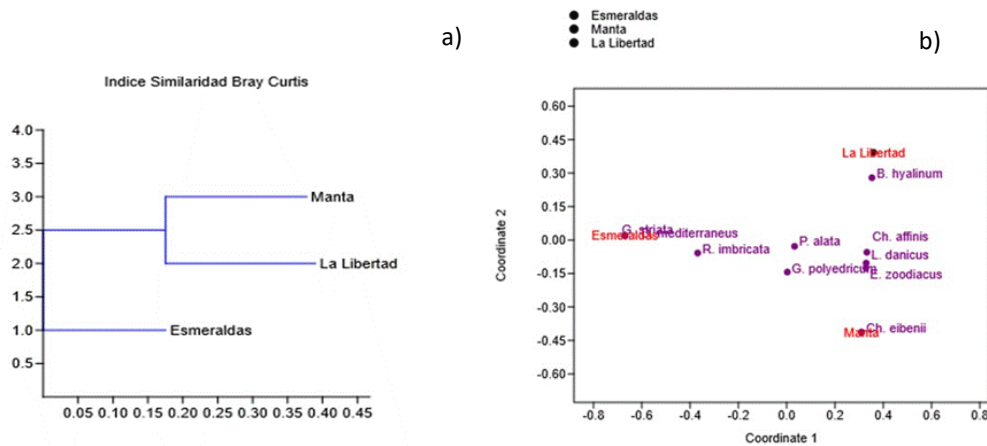 a)
Indice Similaridad Bray Curtis
4.0
3.5
3.0
2.5
2.0
1.5
1.0
0.5
Manta
La Libertad
Esmeraldas
0.05 0.10 0.15 0.20 0.25 0.30 0.35 0.40 0.45
Esmeraldas
Manta
La Libertad
b)
0.60
0.45
0.30
0.15
0.00
-0.15
-0.30
-0.45
-0.60
Coordinate 2
La Libertad
B. hyalinum
G. striata
Esmeraldas mediterraneus
R. imbricata
P. alata
Ch. affinis
L. danicus
G. polyedricum
E. zoodiacus
Manta Ch. eibenii
-0.8 -0.6 -0.4 -0.2 0.0 0.2 0.4 0.6 0.8
Coordinate 1